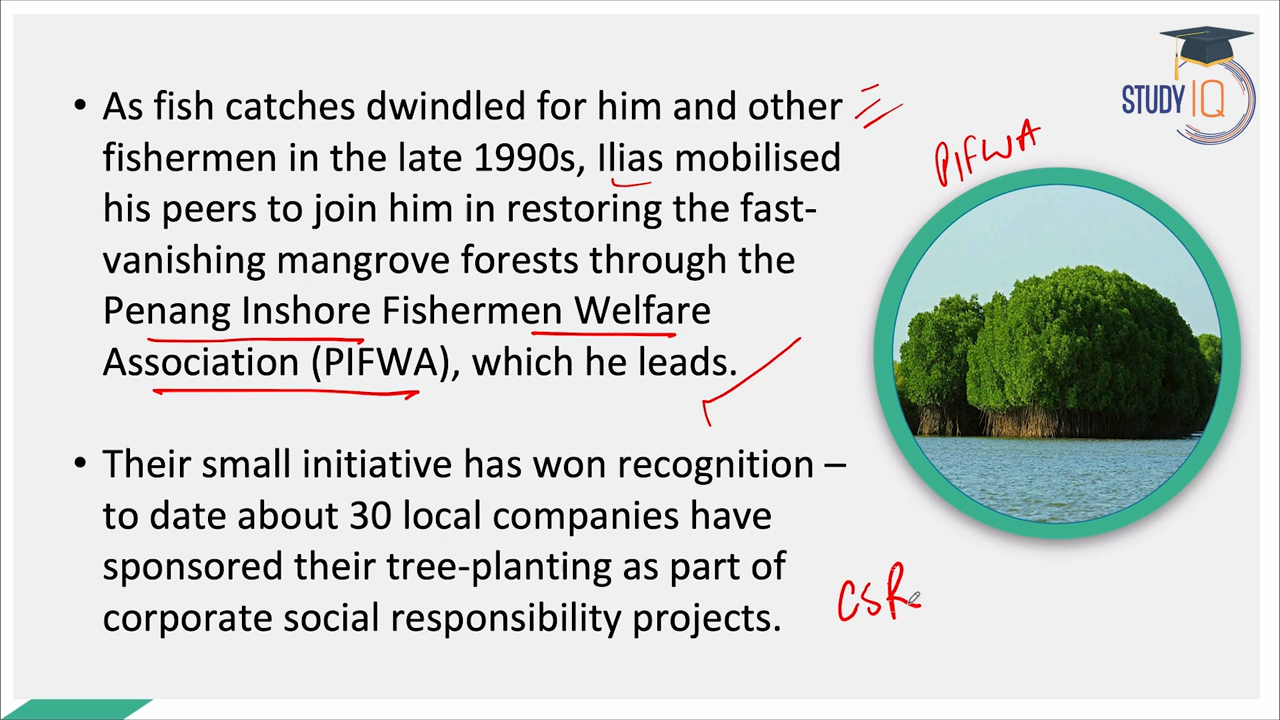 STUDY IQ
PIFWA
• As fish catches dwindled for him and other
fishermen in the late 1990s, Ilias mobilised
his peers to join him in restoring the fast-
vanishing mangrove forests through the
Penang Inshore Fishermen Welfare
Association (PIFWA), which he leads.
• Their small initiative has won recognition –
to date about 30 local companies have
sponsored their tree-planting as part of
corporate social responsibility projects.
CSR